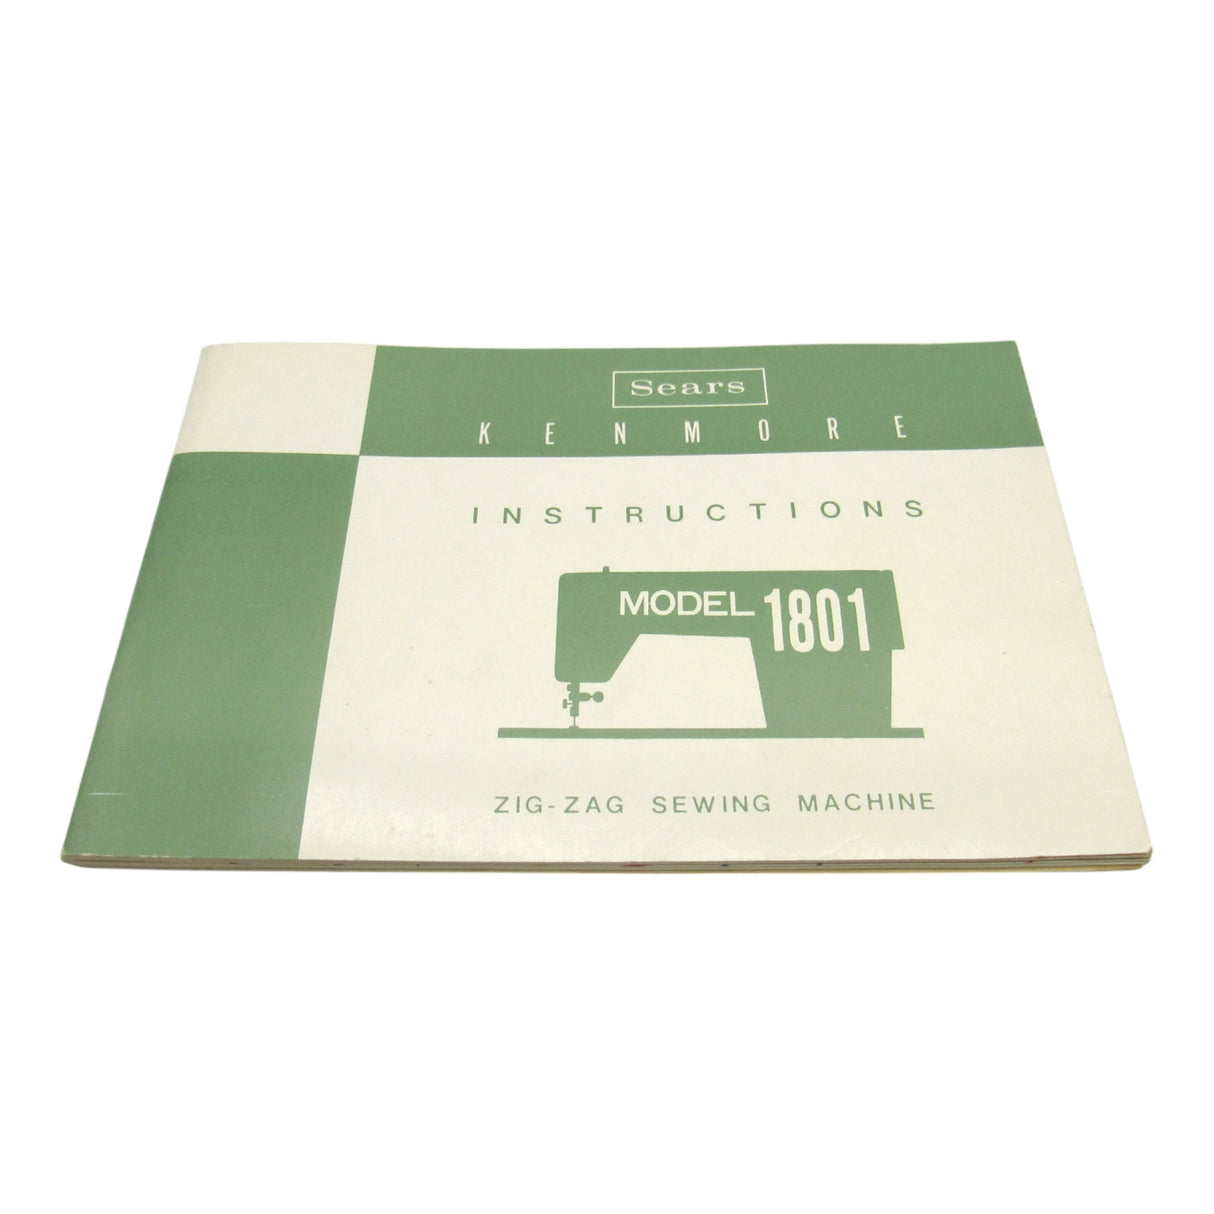 Sears
KENMORE
INSTRUCTIONS
MODEL 1801
ZIG-ZAG SEWING MACHINE